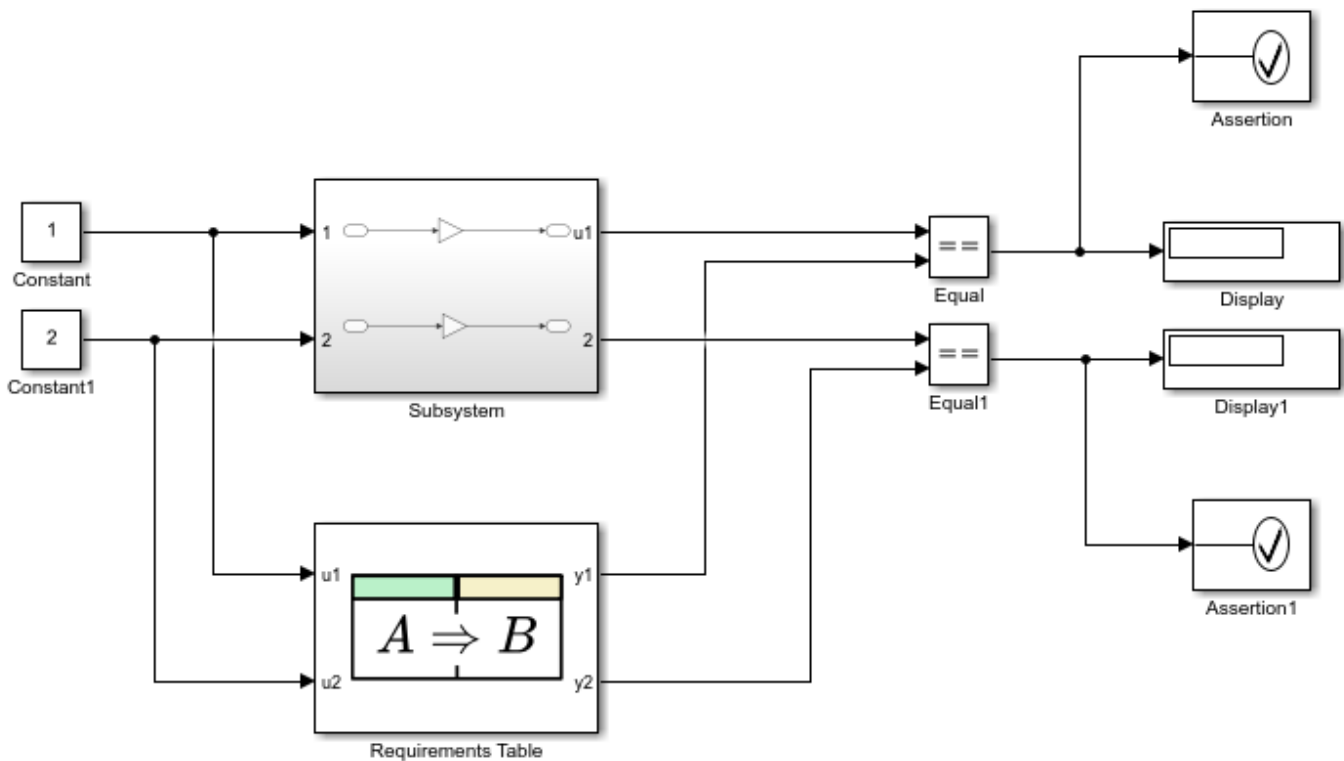 Assertion
1
Constant
2
Constant1
1
u1
2
2
Subsystem
==
Equal
==
Equal1
Display
Display1
u1
y1
A ⇒ B
u2
y2
Requirements Table
Assertion1